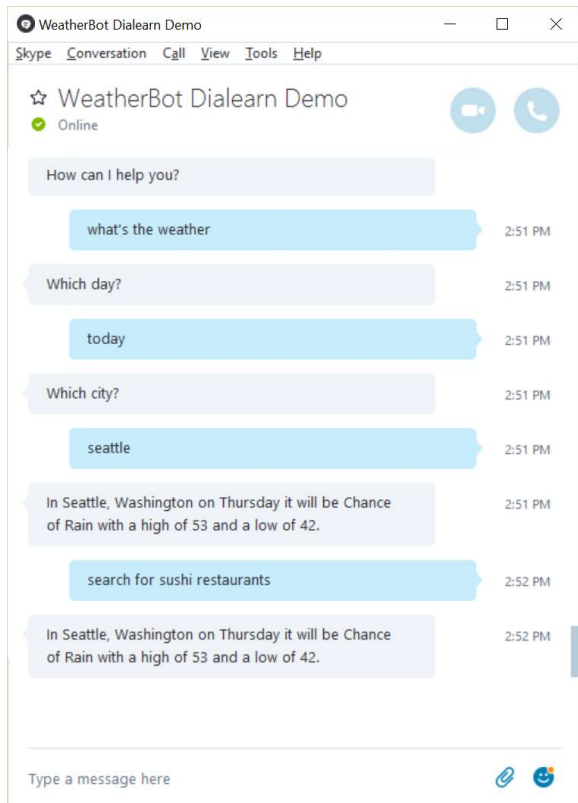 WeatherBot Dialearn Demo
Skype Conversation Call View Tools Help
WeatherBot Dialearn Demo
Online
How can I help you?
what's the weather 2:51 PM
Which day? 2:51 PM
today 2:51 PM
Which city? 2:51 PM
seattle 2:51 PM
In Seattle, Washington on Thursday it will be Chance 2:51 PM
of Rain with a high of 53 and a low of 42.
search for sushi restaurants 2:52 PM
In Seattle, Washington on Thursday it will be Chance 2:52 PM
of Rain with a high of 53 and a low of 42.
Type a message here